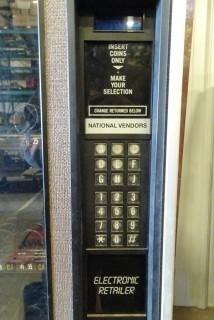 INSERT
COINS
ONLY
MAKE
YOUR
SELECTION
CHANGE RETURNED BELOW
NATIONAL VENDORS
D F
G H J
1 2 3
4 5 6
7 8 9
* 0 #
ELECTRONIC
RETAILER